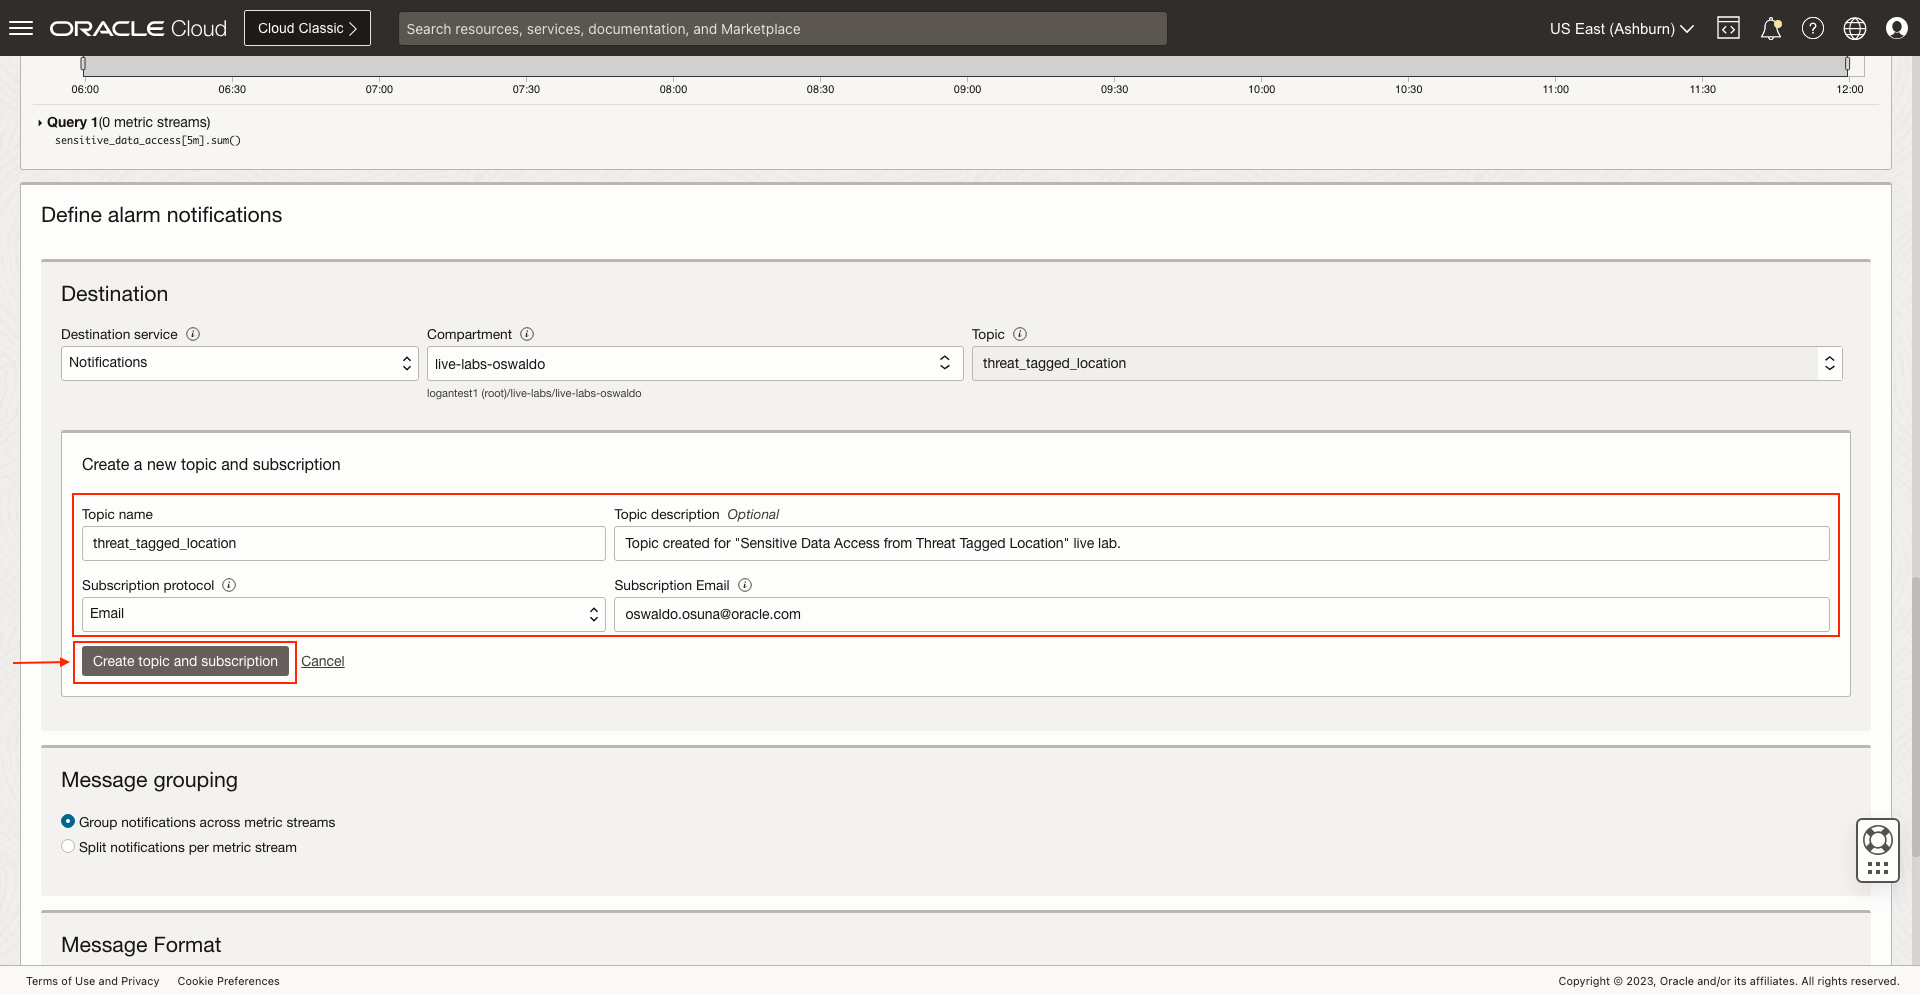 ORACLE Cloud
Cloud Classic
Search resources, services, documentation, and Marketplace
US East (Ashburn)
06:00 06:30 07:00 07:30 08:00 08:30 09:00 09:30 10:00 10:30 11:00 11:30 12:00
Query 1(0 metric streams)
sensitive_data_access[5m].sum()
Define alarm notifications
Destination
Destination service
Compartment
Topic
Notifications
live-labs-oswaldo
threat_tagged_location
logantest1 (root)/live-labs/live-labs-oswaldo
Create a new topic and subscription
Topic name
Topic description Optional
threat_tagged_location
Topic created for "Sensitive Data Access from Threat Tagged Location" live lab.
Subscription protocol
Subscription Email
Email
oswaldo.osuna@oracle.com
Create topic and subscription
Cancel
Message grouping
Group notifications across metric streams
Split notifications per metric stream
Message Format
Terms of Use and Privacy
Cookie Preferences
Copyright © 2023, Oracle and/or its affiliates. All rights reserved.